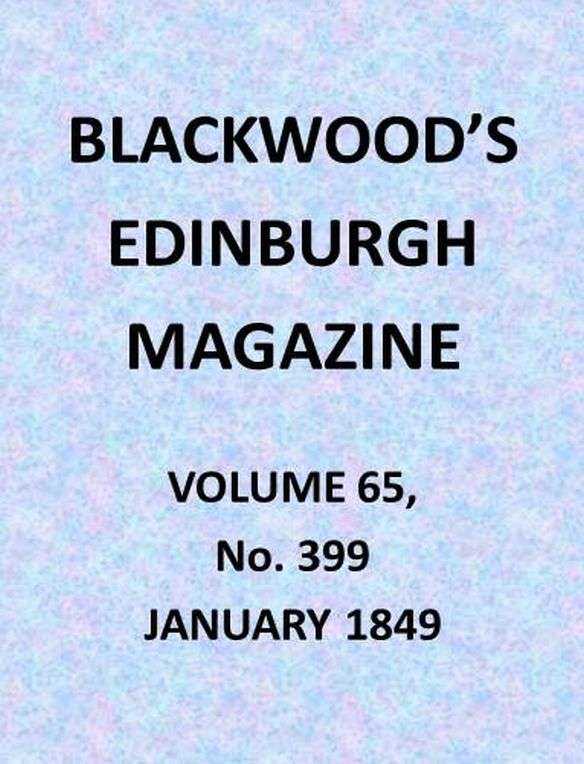 BLACKWOOD’S
EDINBURGH
MAGAZINE
VOLUME 65,
No. 399
JANUARY 1849